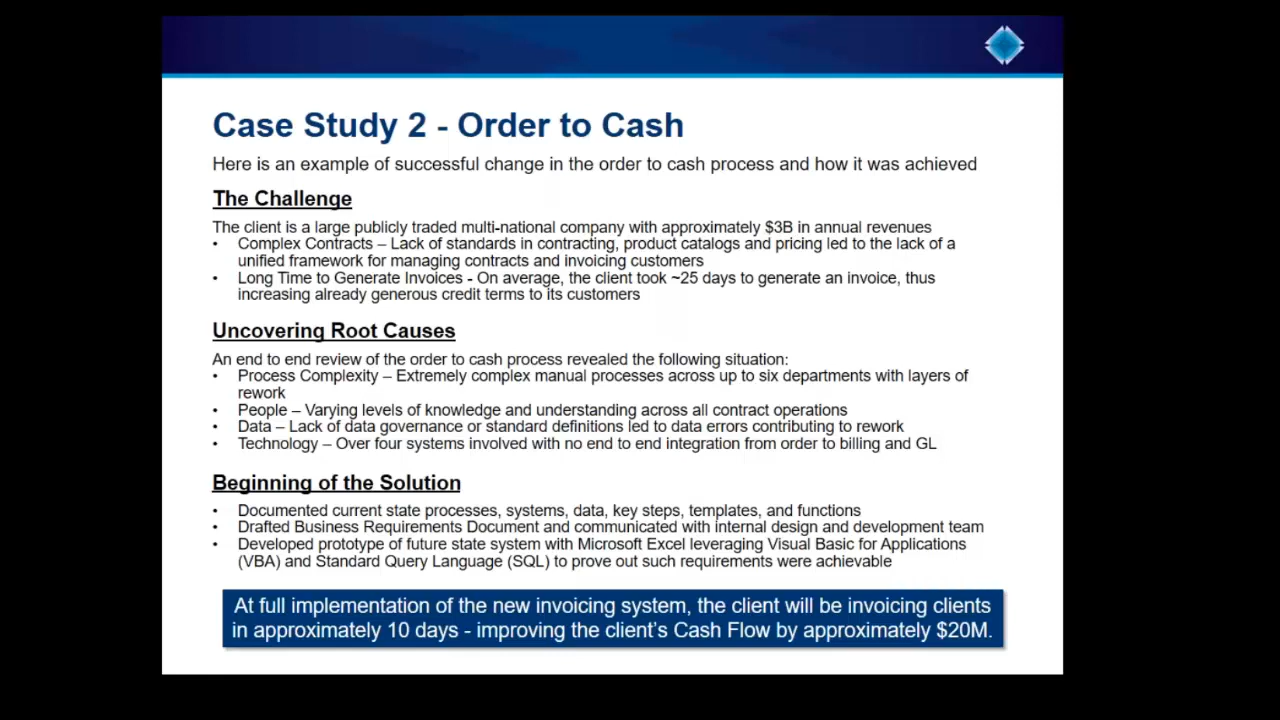 Case Study 2 - Order to Cash
Here is an example of successful change in the order to cash process and how it was achieved
The Challenge
The client is a large publicly traded multi-national company with approximately $3B in annual revenues
• Complex Contracts – Lack of standards in contracting, product catalogs and pricing led to the lack of a
unified framework for managing contracts and invoicing customers
• Long Time to Generate Invoices - On average, the client took ~25 days to generate an invoice, thus
increasing already generous credit terms to its customers
Uncovering Root Causes
An end to end review of the order to cash process revealed the following situation:
• Process Complexity – Extremely complex manual processes across up to six departments with layers of
rework
• People – Varying levels of knowledge and understanding across all contract operations
• Data – Lack of data governance or standard definitions led to data errors contributing to rework
• Technology – Over four systems involved with no end to end integration from order to billing and GL
Beginning of the Solution
• Documented current state processes, systems, data, key steps, templates, and functions
• Drafted Business Requirements Document and communicated with internal design and development team
• Developed prototype of future state system with Microsoft Excel leveraging Visual Basic for Applications
(VBA) and Standard Query Language (SQL) to prove out such requirements were achievable
At full implementation of the new invoicing system, the client will be invoicing clients
in approximately 10 days - improving the client's Cash Flow by approximately $20M.